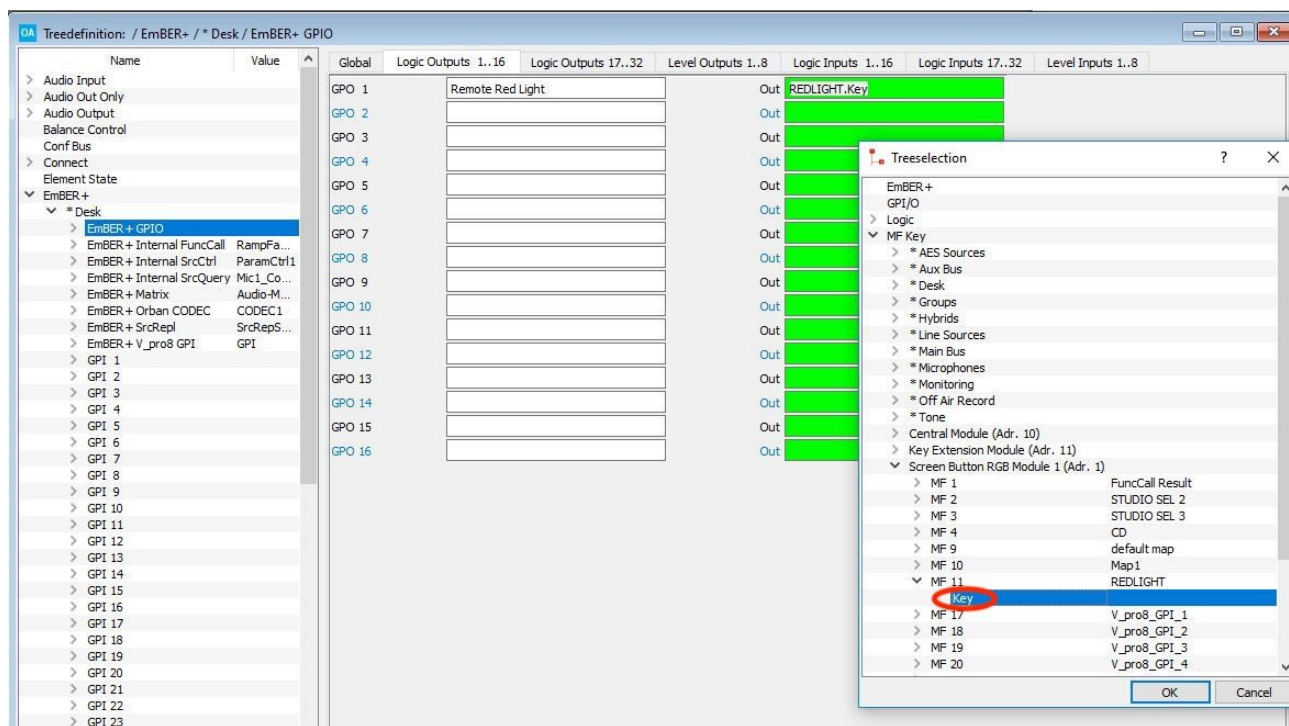 OA Treedefinition: / EmBER+ / * Desk / EmBER+ GPIO
Name Value
Audio Input
Audio Out Only
Audio Output
Balance Control
Conf Bus
Connect
Element State
EmBER+
* Desk
EmBER+ GPIO
EmBER+ Internal FuncCall RampFa...
EmBER+ Internal SrcCtrl ParamCtrl1
EmBER+ Internal SrcQuery Mic1_Co...
EmBER+ Matrix Audio-M...
EmBER+ Orban CODEC CODEC1
EmBER+ SrcRepl SrcRepS...
EmBER+ V_pro8 GPI GPI
GPI 1
GPI 2
GPI 3
GPI 4
GPI 5
GPI 6
GPI 7
GPI 8
GPI 9
GPI 10
GPI 11
GPI 12
GPI 13
GPI 14
GPI 15
GPI 16
GPI 17
GPI 18
GPI 19
GPI 20
GPI 21
GPI 22
GPI 23
Global Logic Outputs 1..16 Logic Outputs 17..32 Level Outputs 1..8 Logic Inputs 1..16 Logic Inputs 17..32 Level Inputs 1..8
GPO 1 Remote Red Light Out REDLIGHT.Key
GPO 2 Out
GPO 3 Out
GPO 4 Out
GPO 5 Out
GPO 6 Out
GPO 7 Out
GPO 8 Out
GPO 9 Out
GPO 10 Out
GPO 11 Out
GPO 12 Out
GPO 13 Out
GPO 14 Out
GPO 15 Out
GPO 16 Out
Treeselection ?
EmBER+
GPI/O
Logic
MF Key
* AES Sources
* Aux Bus
* Desk
* Groups
* Hybrids
* Line Sources
* Main Bus
* Microphones
* Monitoring
* Off Air Record
* Tone
Central Module (Adr. 10)
Key Extension Module (Adr. 11)
Screen Button RGB Module 1 (Adr. 1)
MF 1 FuncCall Result
MF 2 STUDIO SEL 2
MF 3 STUDIO SEL 3
MF 4 CD
MF 9 default map
MF 10 Map1
MF 11 REDLIGHT
Key
MF 17 V_pro8_GPI_1
MF 18 V_pro8_GPI_2
MF 19 V_pro8_GPI_3
MF 20 V_pro8_GPI_4
OK Cancel